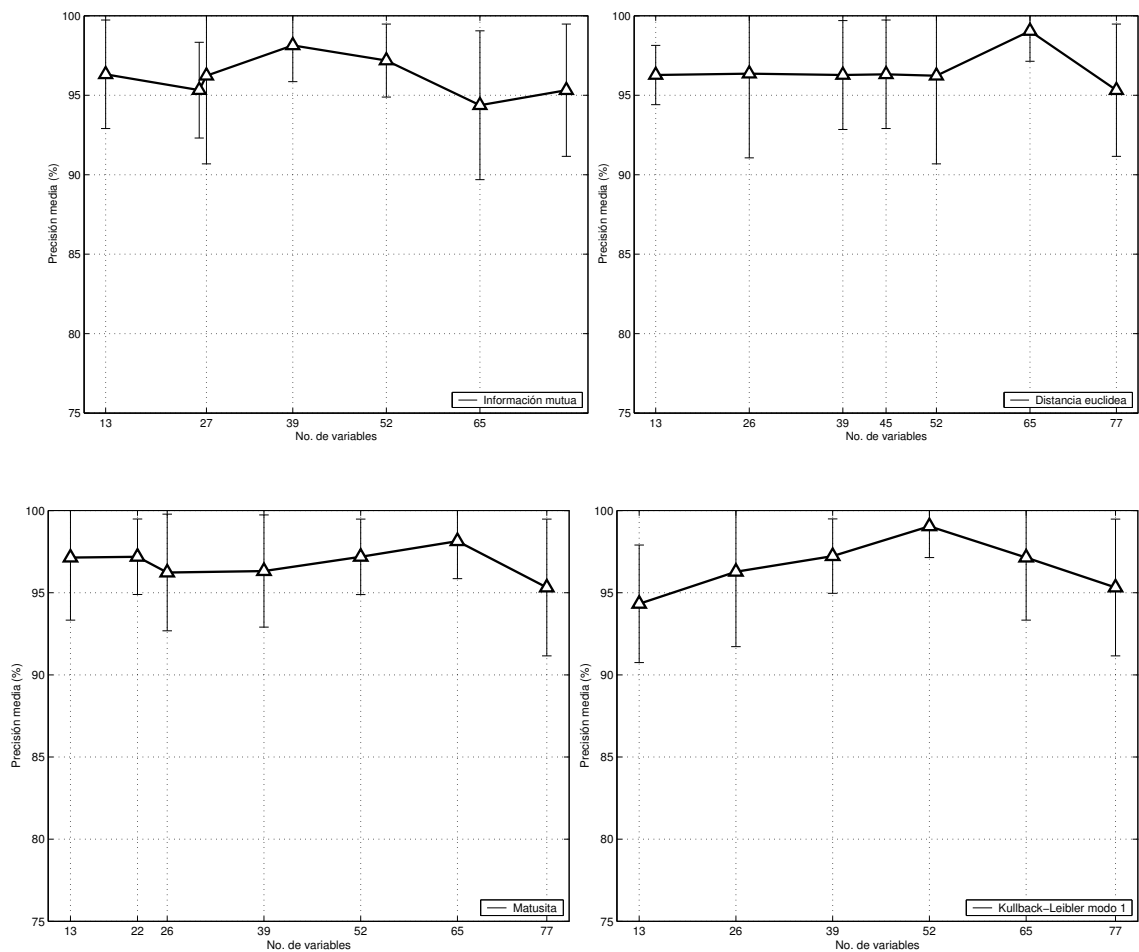 100
95
90
85
80
75
Precisión media (%)
Información mutua
13 27 39 52 65
No. de variables
100
95
90
85
80
75
Precisión media (%)
Distancia euclidea
13 26 39 45 52 65 77
No. de variables
100
95
90
85
80
75
Precisión media (%)
Matusita
13 22 26 39 52 65 77
No. de variables
100
95
90
85
80
75
Precisión media (%)
Kullback−Leibler modo 1
13 26 39 52 65 77
No. de variables